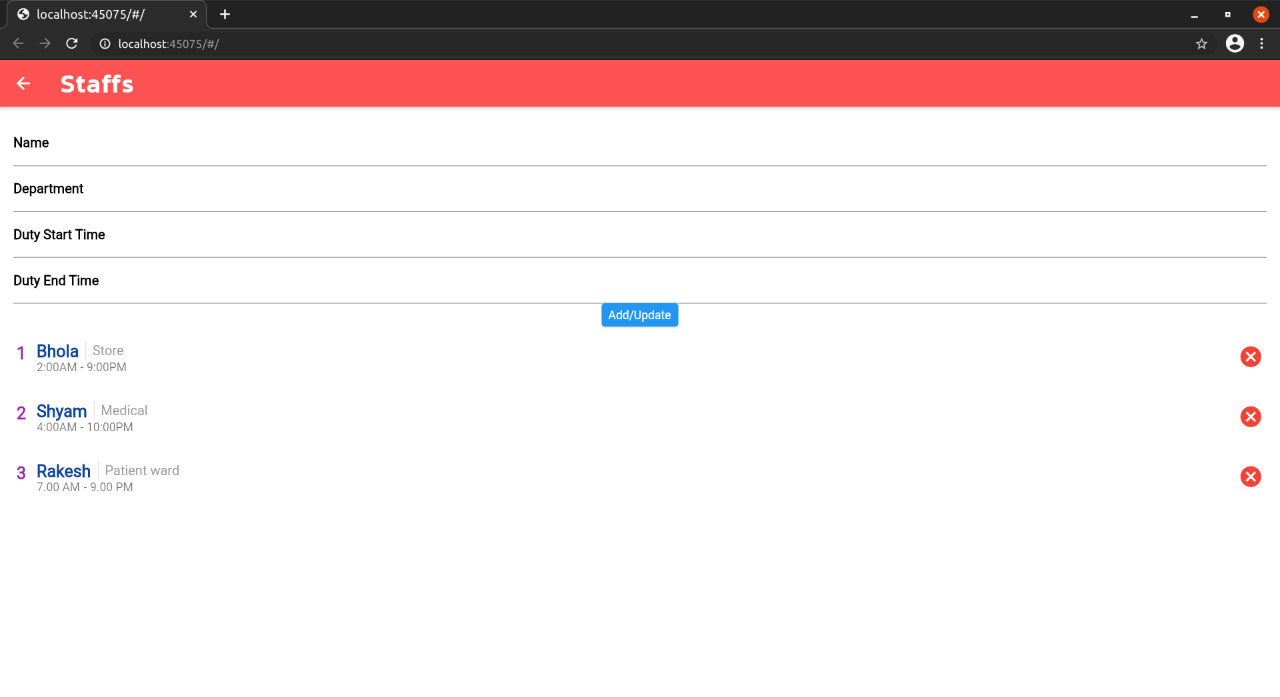 localhost:45075/#/
localhost:45075/#/
Staffs
Name
Department
Duty Start Time
Duty End Time
Add/Update
1 Bhola Store
2:00AM - 9:00PM
2 Shyam Medical
4:00AM - 10:00PM
3 Rakesh Patient ward
7.00 AM - 9.00 PM